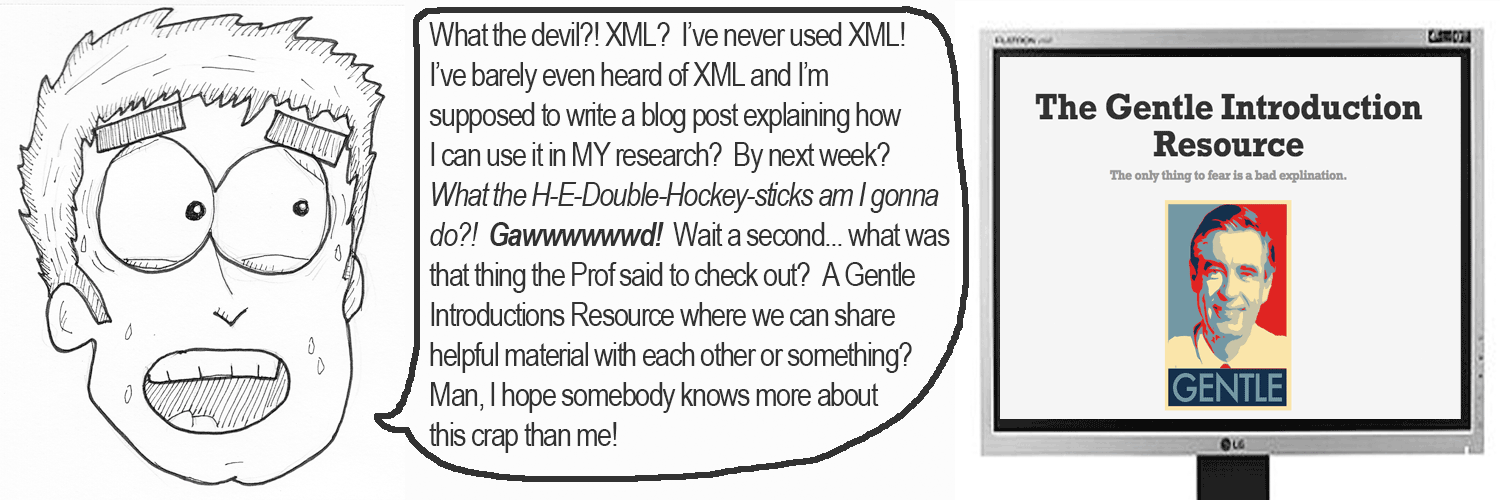 What the devil?! XML? I've never used XML!
I've barely even heard of XML and I'm
supposed to write a blog post explaining how
I can use it in MY research? By next week?
What the H-E-Double-Hockey-sticks am I gonna
do?! Gawwwwwwd! Wait a second... what was
that thing the Prof said to check out? A Gentle
Introductions Resource where we can share
helpful material with each other or something?
Man, I hope somebody knows more about
this crap than me!
The Gentle Introduction
Resource
The only thing to fear is a bad explination.
GENTLE
LG